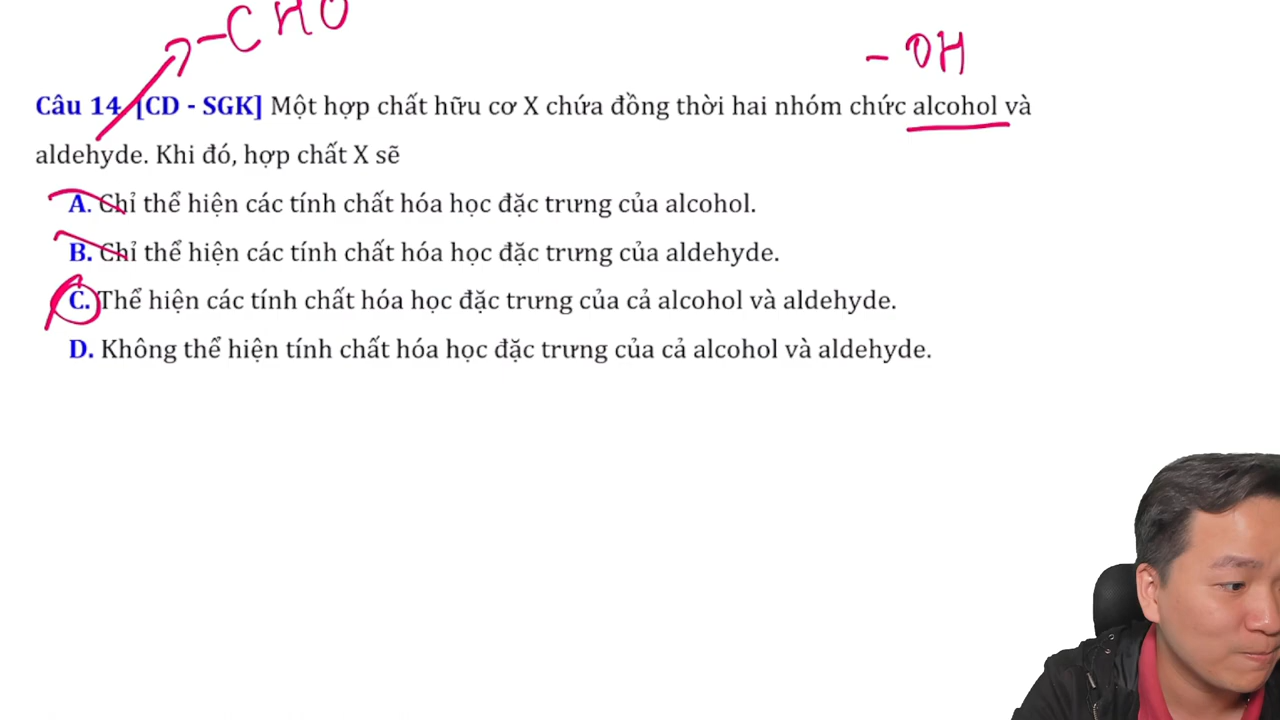 -CHO
- OH
Câu 14. [CD - SGK] Một hợp chất hữu cơ X chứa đồng thời hai nhóm chức alcohol và
aldehyde. Khi đó, hợp chất X sẽ
A. Chỉ thể hiện các tính chất hóa học đặc trưng của alcohol.
B. Chỉ thể hiện các tính chất hóa học đặc trưng của aldehyde.
C. Thể hiện các tính chất hóa học đặc trưng của cả alcohol và aldehyde.
D. Không thể hiện tính chất hóa học đặc trưng của cả alcohol và aldehyde.